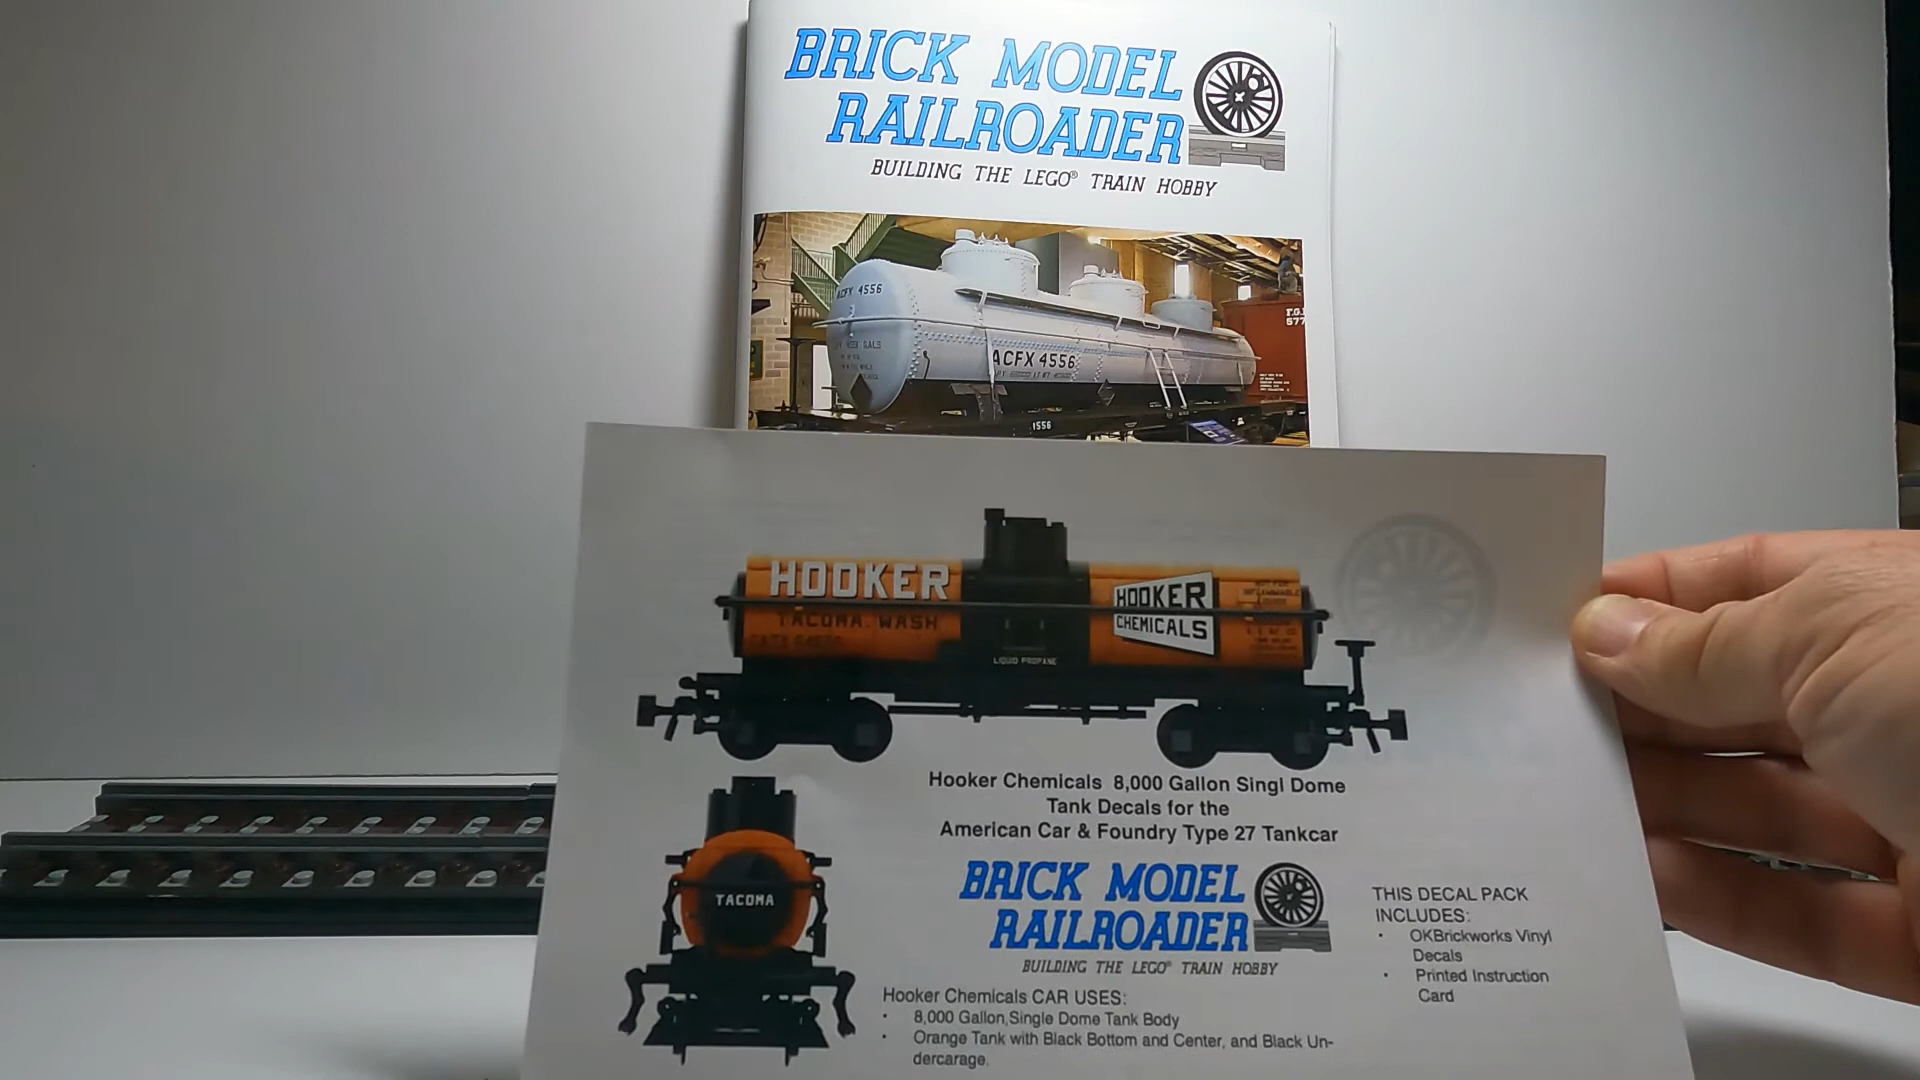 BRICK MODEL
RAILROADER
BUILDING THE LEGO® TRAIN HOBBY
ACFX 4556
ACFX 4556
1556
HOOKER
TACOMA. WASH
HOOKER
CHEMICALS
LIQUID PROPANE
Hooker Chemicals 8,000 Gallon Singl Dome
Tank Decals for the
American Car & Foundry Type 27 Tankcar
TACOMA
BRICK MODEL
RAILROADER
BUILDING THE LEGO® TRAIN HOBBY
THIS DECAL PACK
INCLUDES:
• OKBrickworks Vinyl
Decals
• Printed Instruction
Card
Hooker Chemicals CAR USES:
• 8,000 Gallon,Single Dome Tank Body
• Orange Tank with Black Bottom and Center, and Black Un-
dercarage.